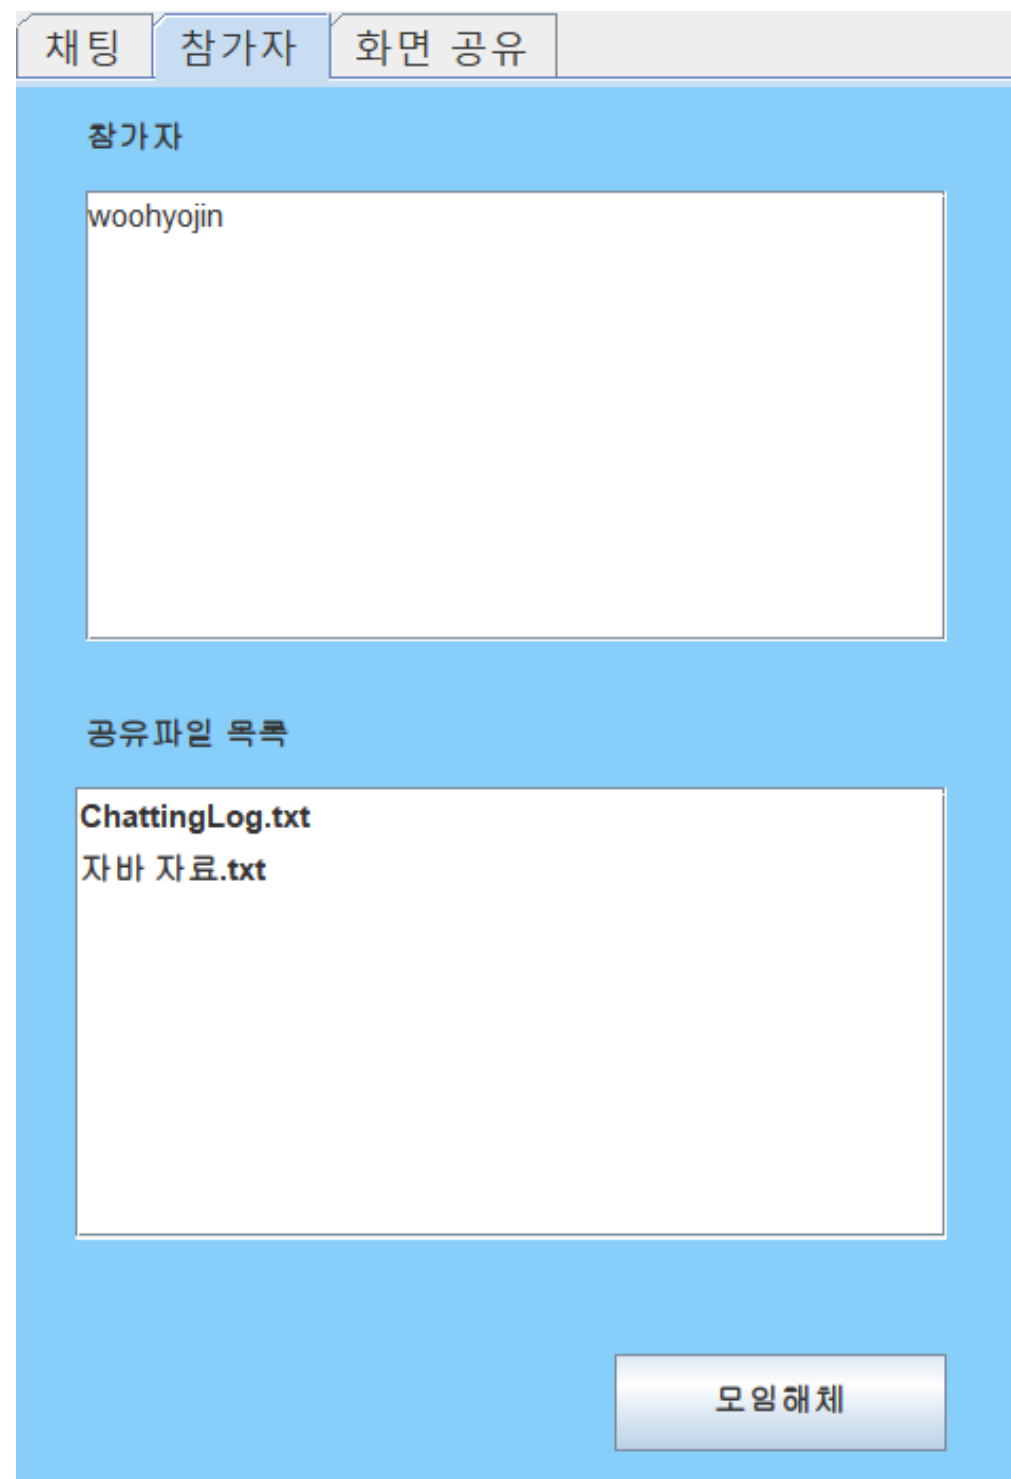 채팅 참가자 화면 공유
참가자
woohyojin
공유파일 목록
ChattingLog.txt
자바 자료.txt
모임해체